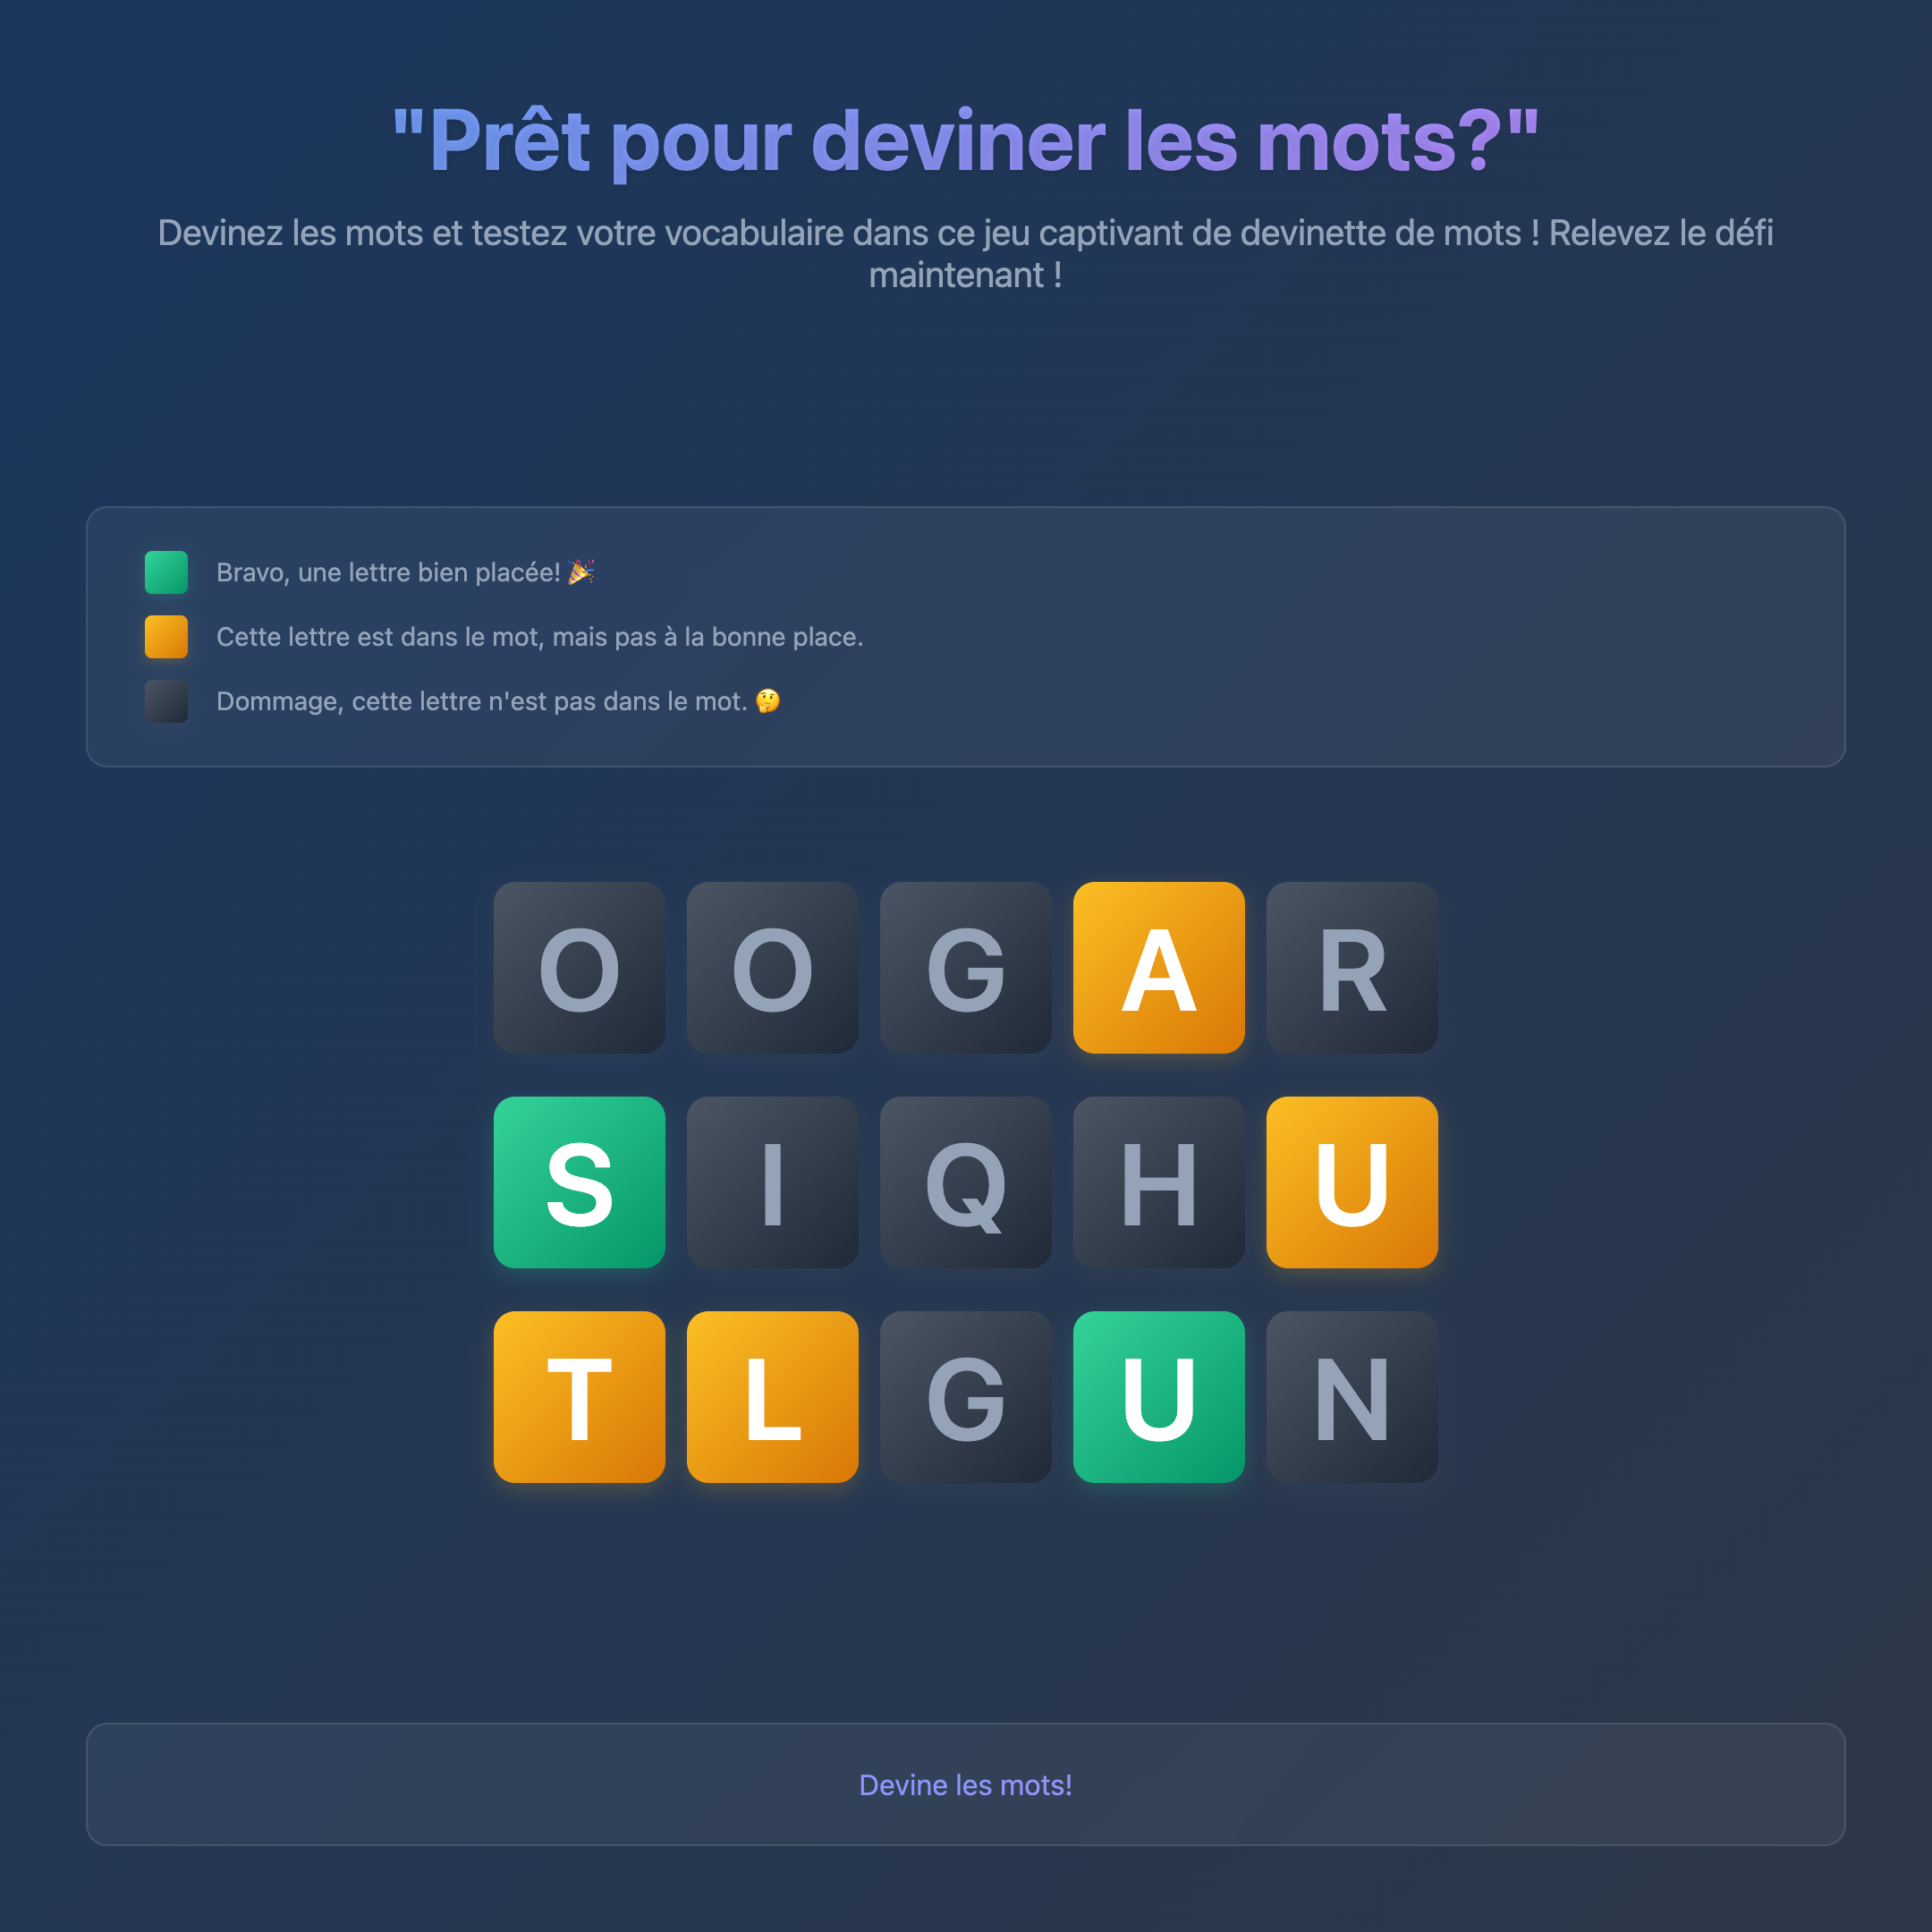 "Prêt pour deviner les mots?"
Devinez les mots et testez votre vocabulaire dans ce jeu captivant de devinette de mots ! Relevez le défi
maintenant !
Bravo, une lettre bien placée! 🎉
Cette lettre est dans le mot, mais pas à la bonne place.
Dommage, cette lettre n'est pas dans le mot. 🤔
O O G A R
S I Q H U
T L G U N
Devine les mots!